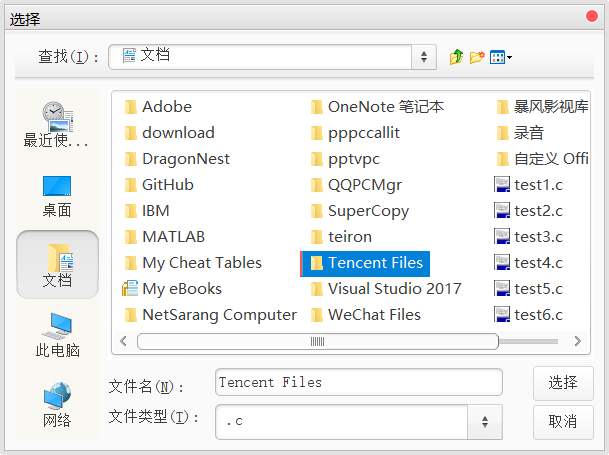 选择
查找(I)：
文档
最近使...
桌面
文档
此电脑
网络
Adobe
download
DragonNest
GitHub
IBM
MATLAB
My Cheat Tables
My eBooks
NetSarang Computer
OneNote 笔记本
pppccallit
pptvpc
QQPCMgr
SuperCopy
teiron
Tencent Files
Visual Studio 2017
WeChat Files
暴风影视库
录音
自定义 Offi
test1.c
test2.c
test3.c
test4.c
test5.c
test6.c
文件名(N)：
Tencent Files
选择
文件类型(T)：
.c
取消